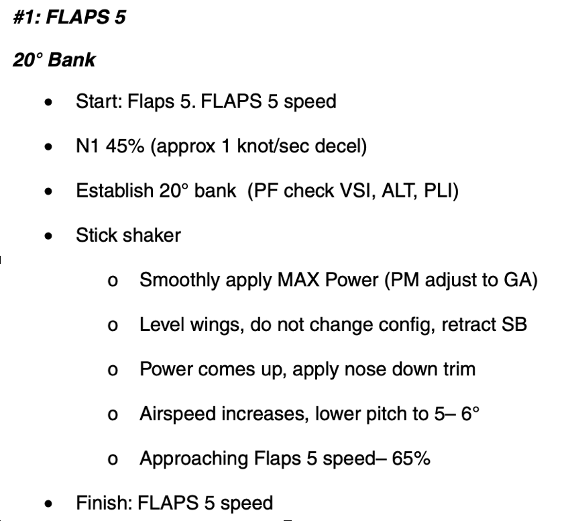 #1: FLAPS 5
20° Bank
• Start: Flaps 5. FLAPS 5 speed
• N1 45% (approx 1 knot/sec decel)
• Establish 20° bank (PF check VSI, ALT, PLI)
• Stick shaker
o Smoothly apply MAX Power (PM adjust to GA)
o Level wings, do not change config, retract SB
o Power comes up, apply nose down trim
o Airspeed increases, lower pitch to 5– 6°
o Approaching Flaps 5 speed– 65%
• Finish: FLAPS 5 speed